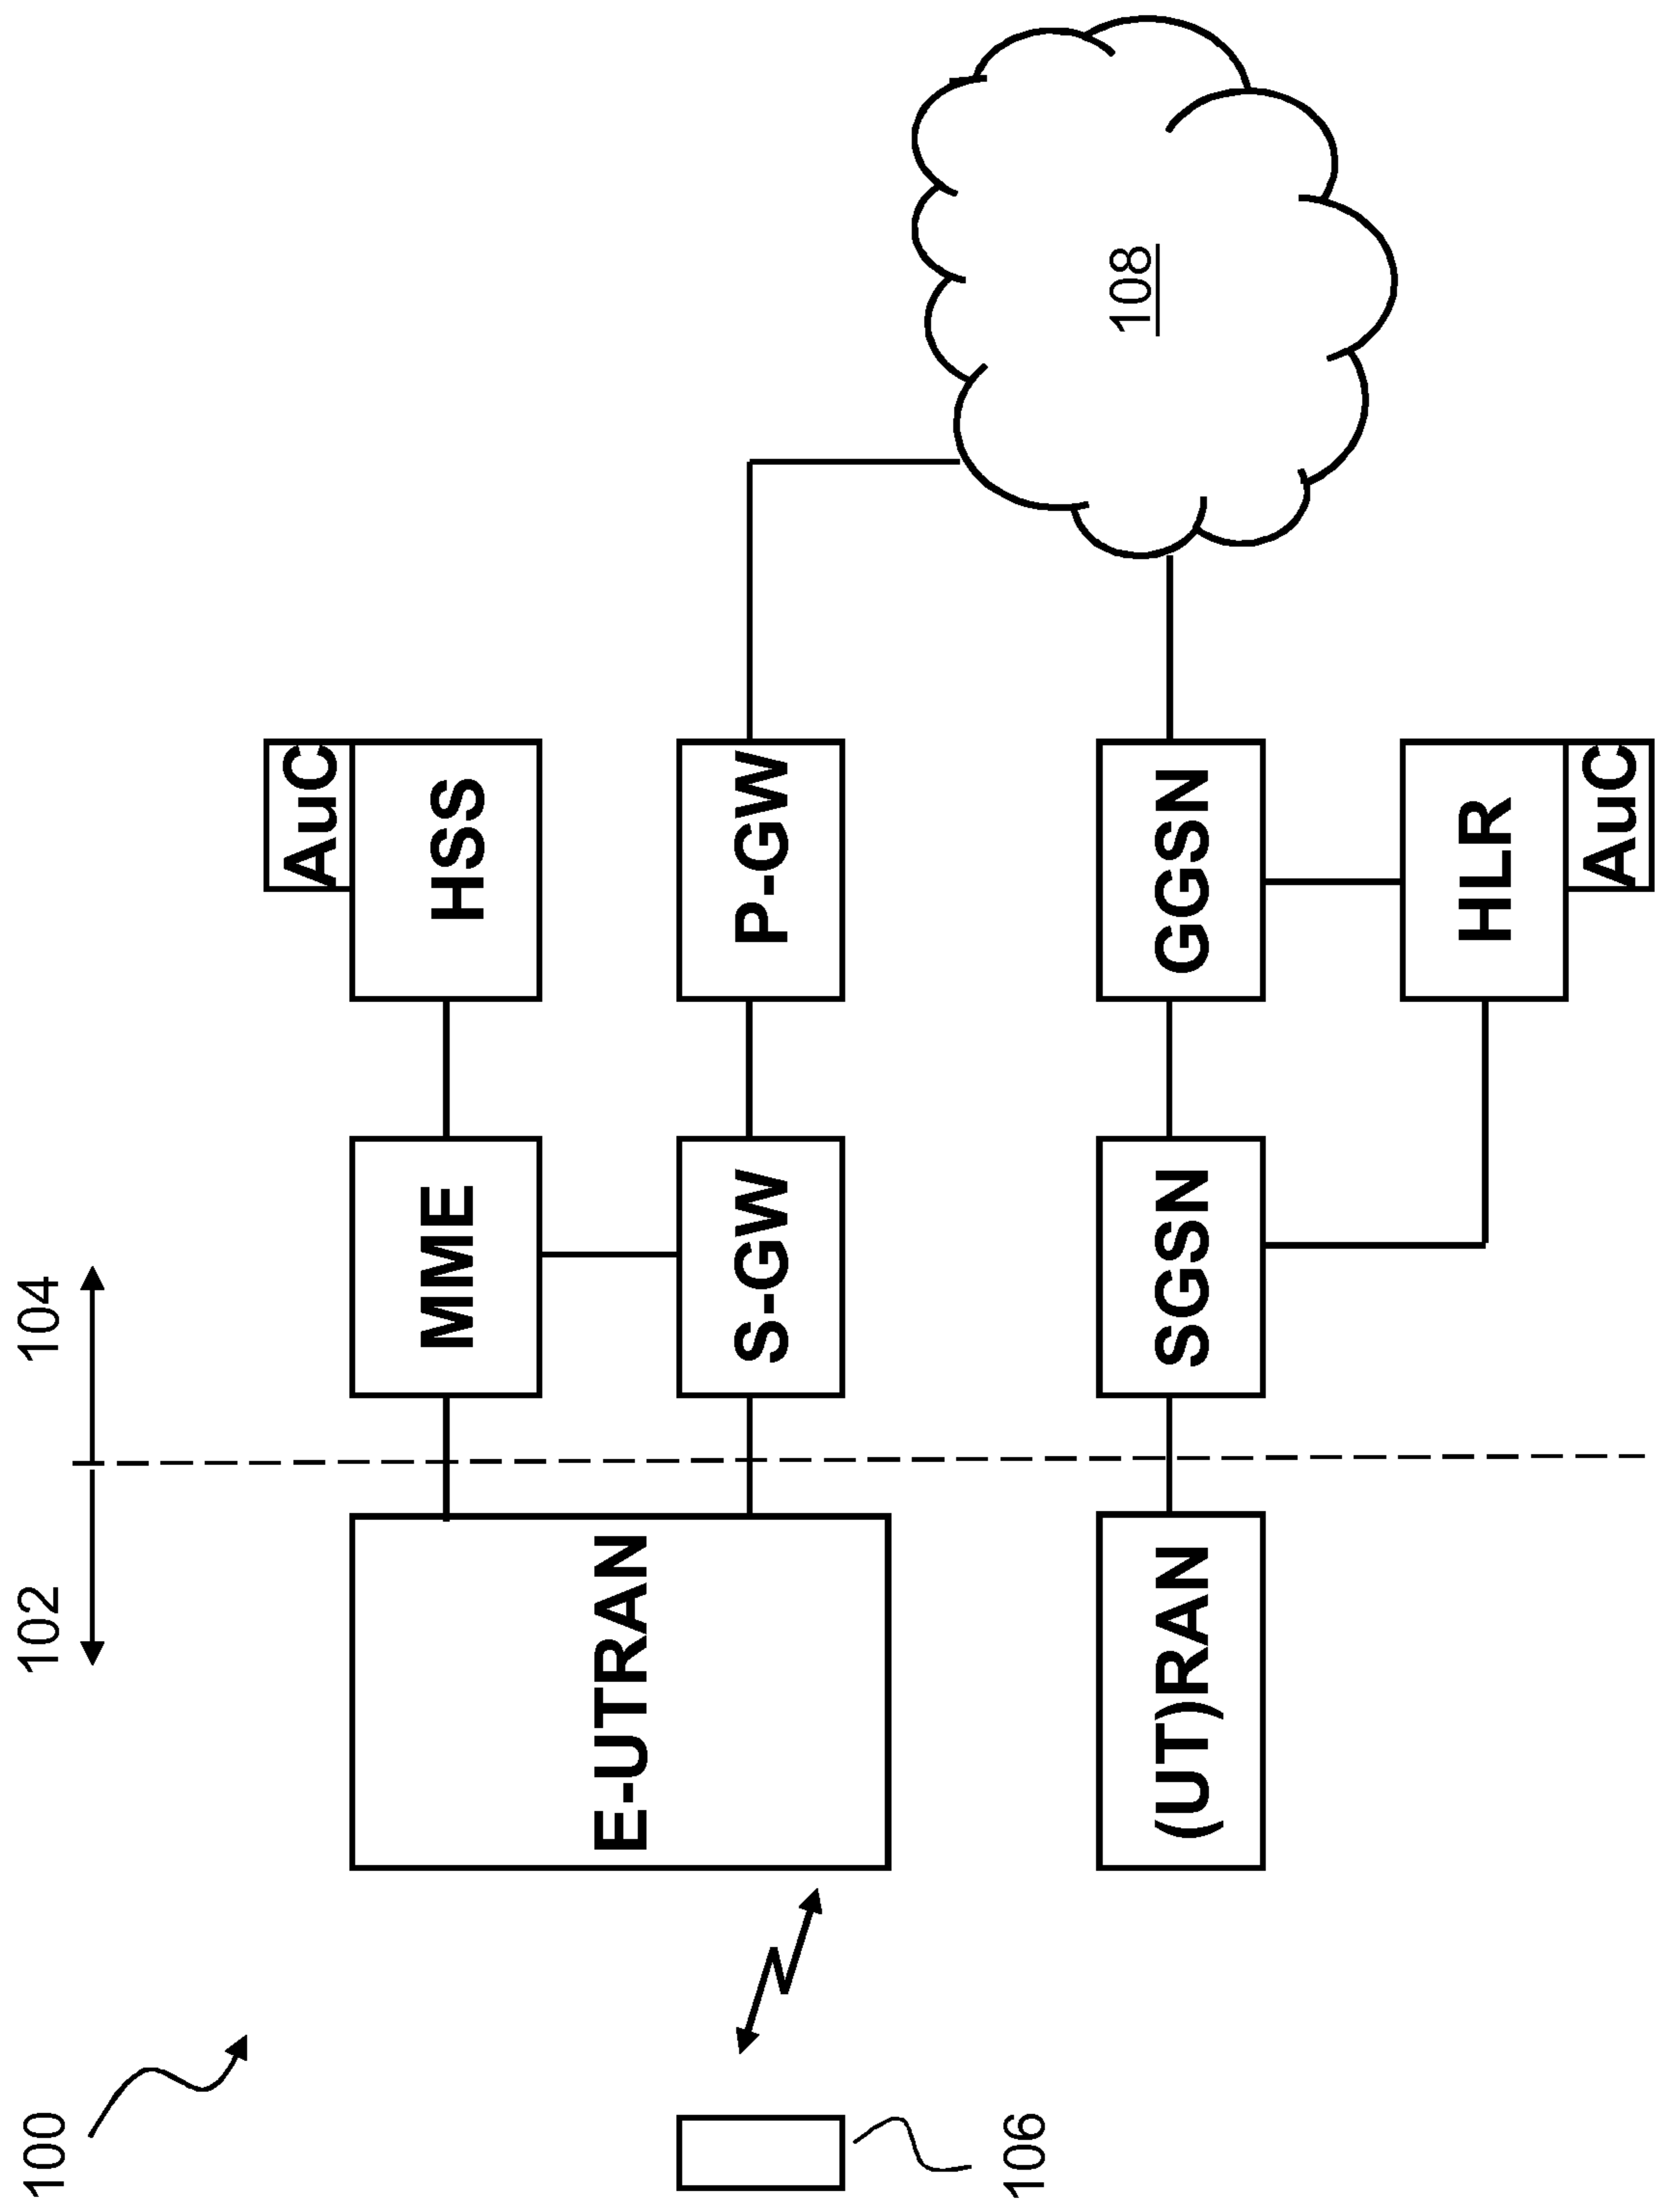 100
102
104
AuC
HSS
MME
E-UTRAN
S-GW
P-GW
106
108
(UT)RAN
SGSN
GGSN
HLR
AuC